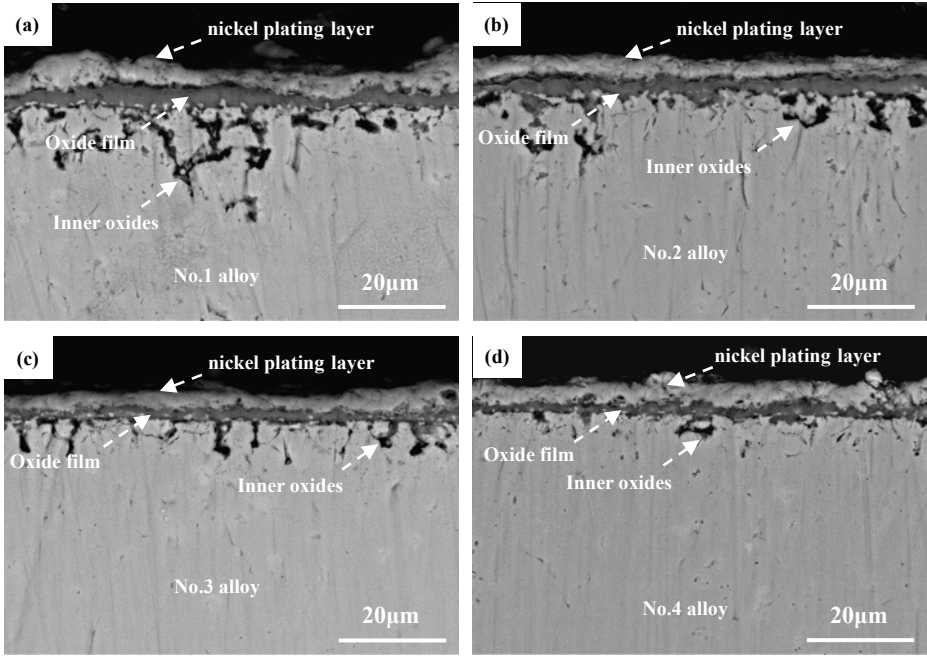 (a)
nickel plating layer
Oxide film
Inner oxides
No.1 alloy
20μm
(b)
nickel plating layer
Oxide film
Inner oxides
No.2 alloy
20μm
(c)
nickel plating layer
Oxide film
Inner oxides
No.3 alloy
20μm
(d)
nickel plating layer
Oxide film
Inner oxides
No.4 alloy
20μm